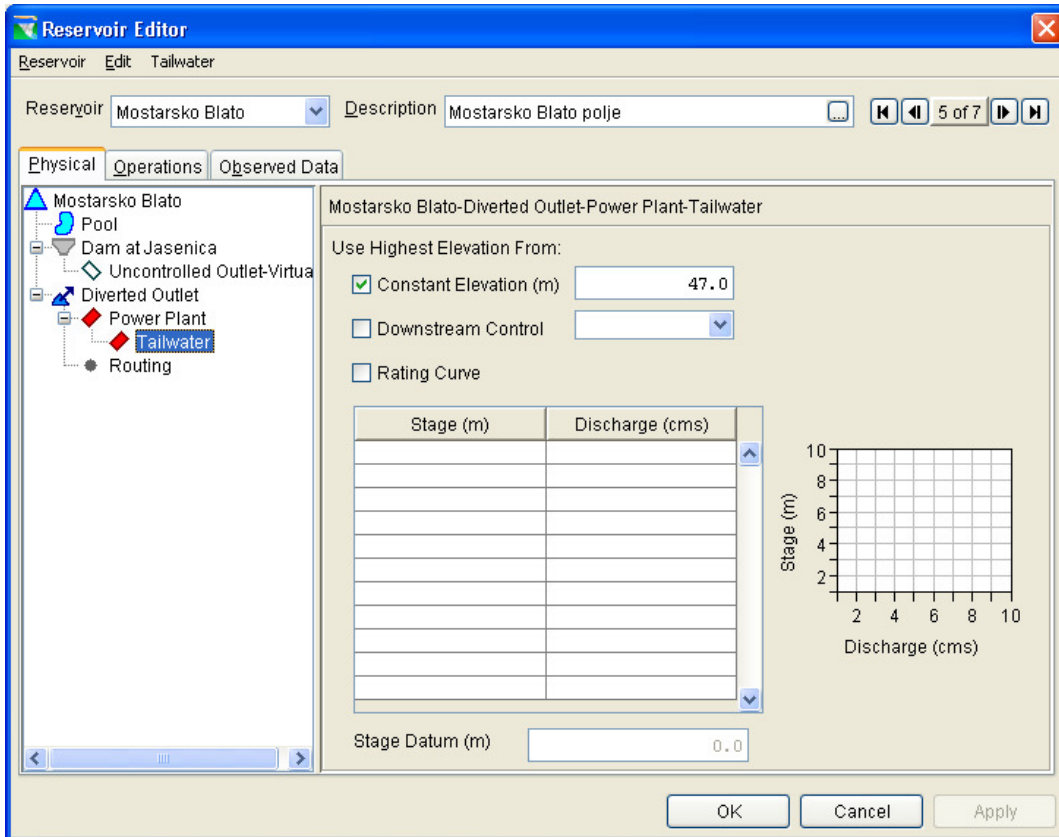 Reservoir Editor
Reservoir Edit Tailwater
Reservoir Mostarsko Blato Description Mostarsko Blato polje ... 5 of 7
Physical Operations Observed Data
Mostarsko Blato
Pool
Dam at Jasenica
Uncontrolled Outlet-Virtua
Diverted Outlet
Power Plant
Tailwater
Routing
Mostarsko Blato-Diverted Outlet-Power Plant-Tailwater
Use Highest Elevation From:
Constant Elevation (m) 47.0
Downstream Control
Rating Curve
Stage (m) Discharge (cms)
Stage (m)
10
8
6
4
2
2 4 6 8 10
Discharge (cms)
Stage Datum (m) 0.0
OK Cancel Apply